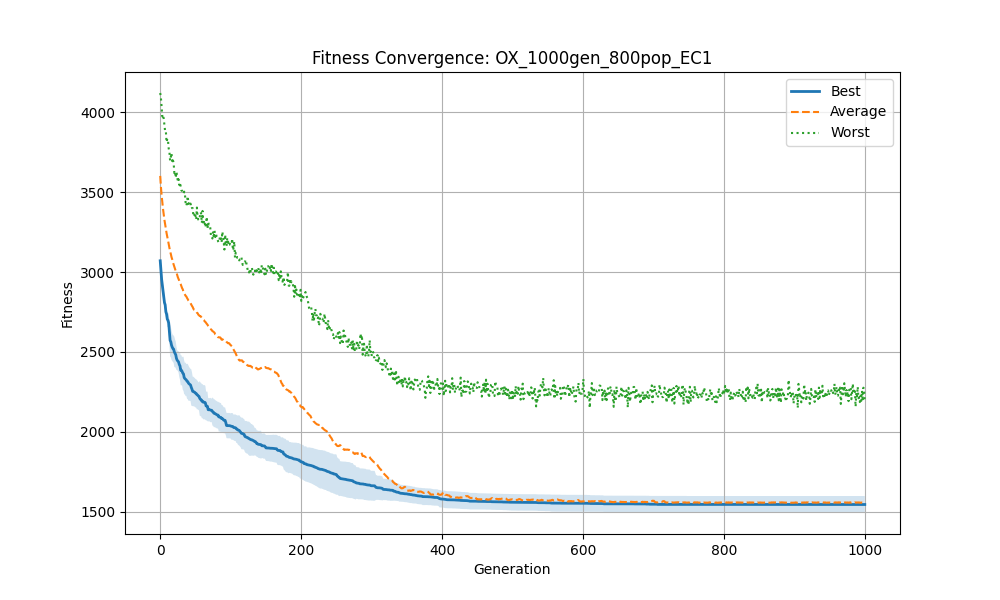 Fitness Convergence: OX_1000gen_800pop_EC1
Best
Average
Worst
4000
3500
3000
2500
2000
1500
Fitness
0 200 400 600 800 1000
Generation